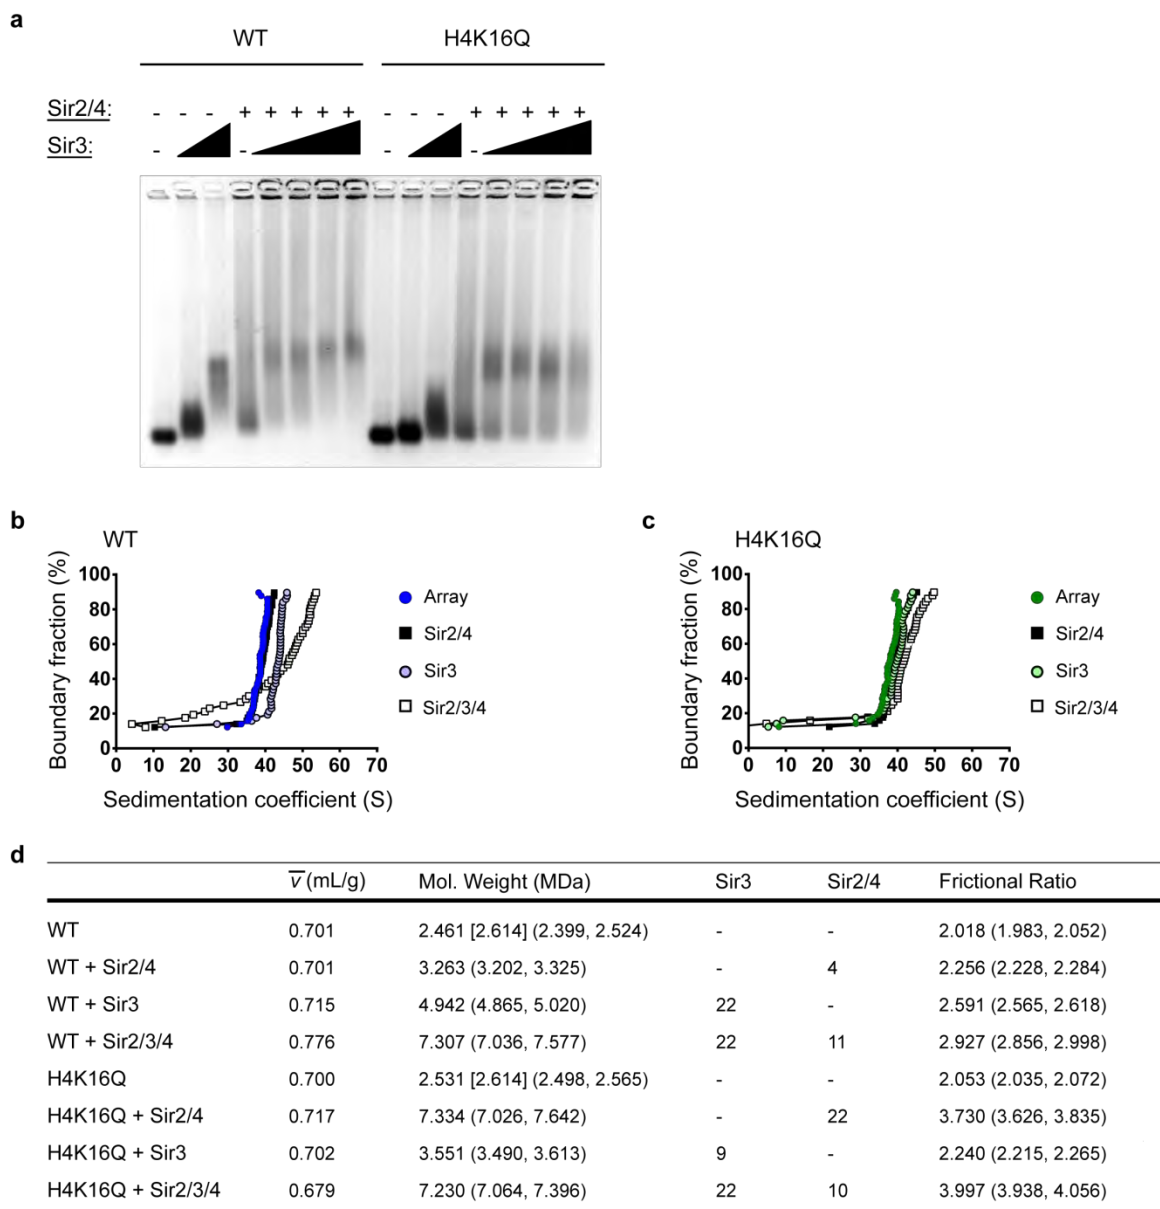 a
WT H4K16Q
Sir2/4: - - - + + + + + - - - + + + + +
Sir3: - - - -
b
WT
Boundary fraction (%)
100
80
60
40
20
0
0 10 20 30 40 50 60 70
Sedimentation coefficient (S)
Array
Sir2/4
Sir3
Sir2/3/4
c
H4K16Q
Boundary fraction (%)
100
80
60
40
20
0
0 10 20 30 40 50 60 70
Sedimentation coefficient (S)
Array
Sir2/4
Sir3
Sir2/3/4
d
v̅ (mL/g) Mol. Weight (MDa) Sir3 Sir2/4 Frictional Ratio
WT 0.701 2.461 [2.614] (2.399, 2.524) - - 2.018 (1.983, 2.052)
WT + Sir2/4 0.701 3.263 (3.202, 3.325) - 4 2.256 (2.228, 2.284)
WT + Sir3 0.715 4.942 (4.865, 5.020) 22 - 2.591 (2.565, 2.618)
WT + Sir2/3/4 0.776 7.307 (7.036, 7.577) 22 11 2.927 (2.856, 2.998)
H4K16Q 0.700 2.531 [2.614] (2.498, 2.565) - - 2.053 (2.035, 2.072)
H4K16Q + Sir2/4 0.717 7.334 (7.026, 7.642) - 22 3.730 (3.626, 3.835)
H4K16Q + Sir3 0.702 3.551 (3.490, 3.613) 9 - 2.240 (2.215, 2.265)
H4K16Q + Sir2/3/4 0.679 7.230 (7.064, 7.396) 22 10 3.997 (3.938, 4.056)